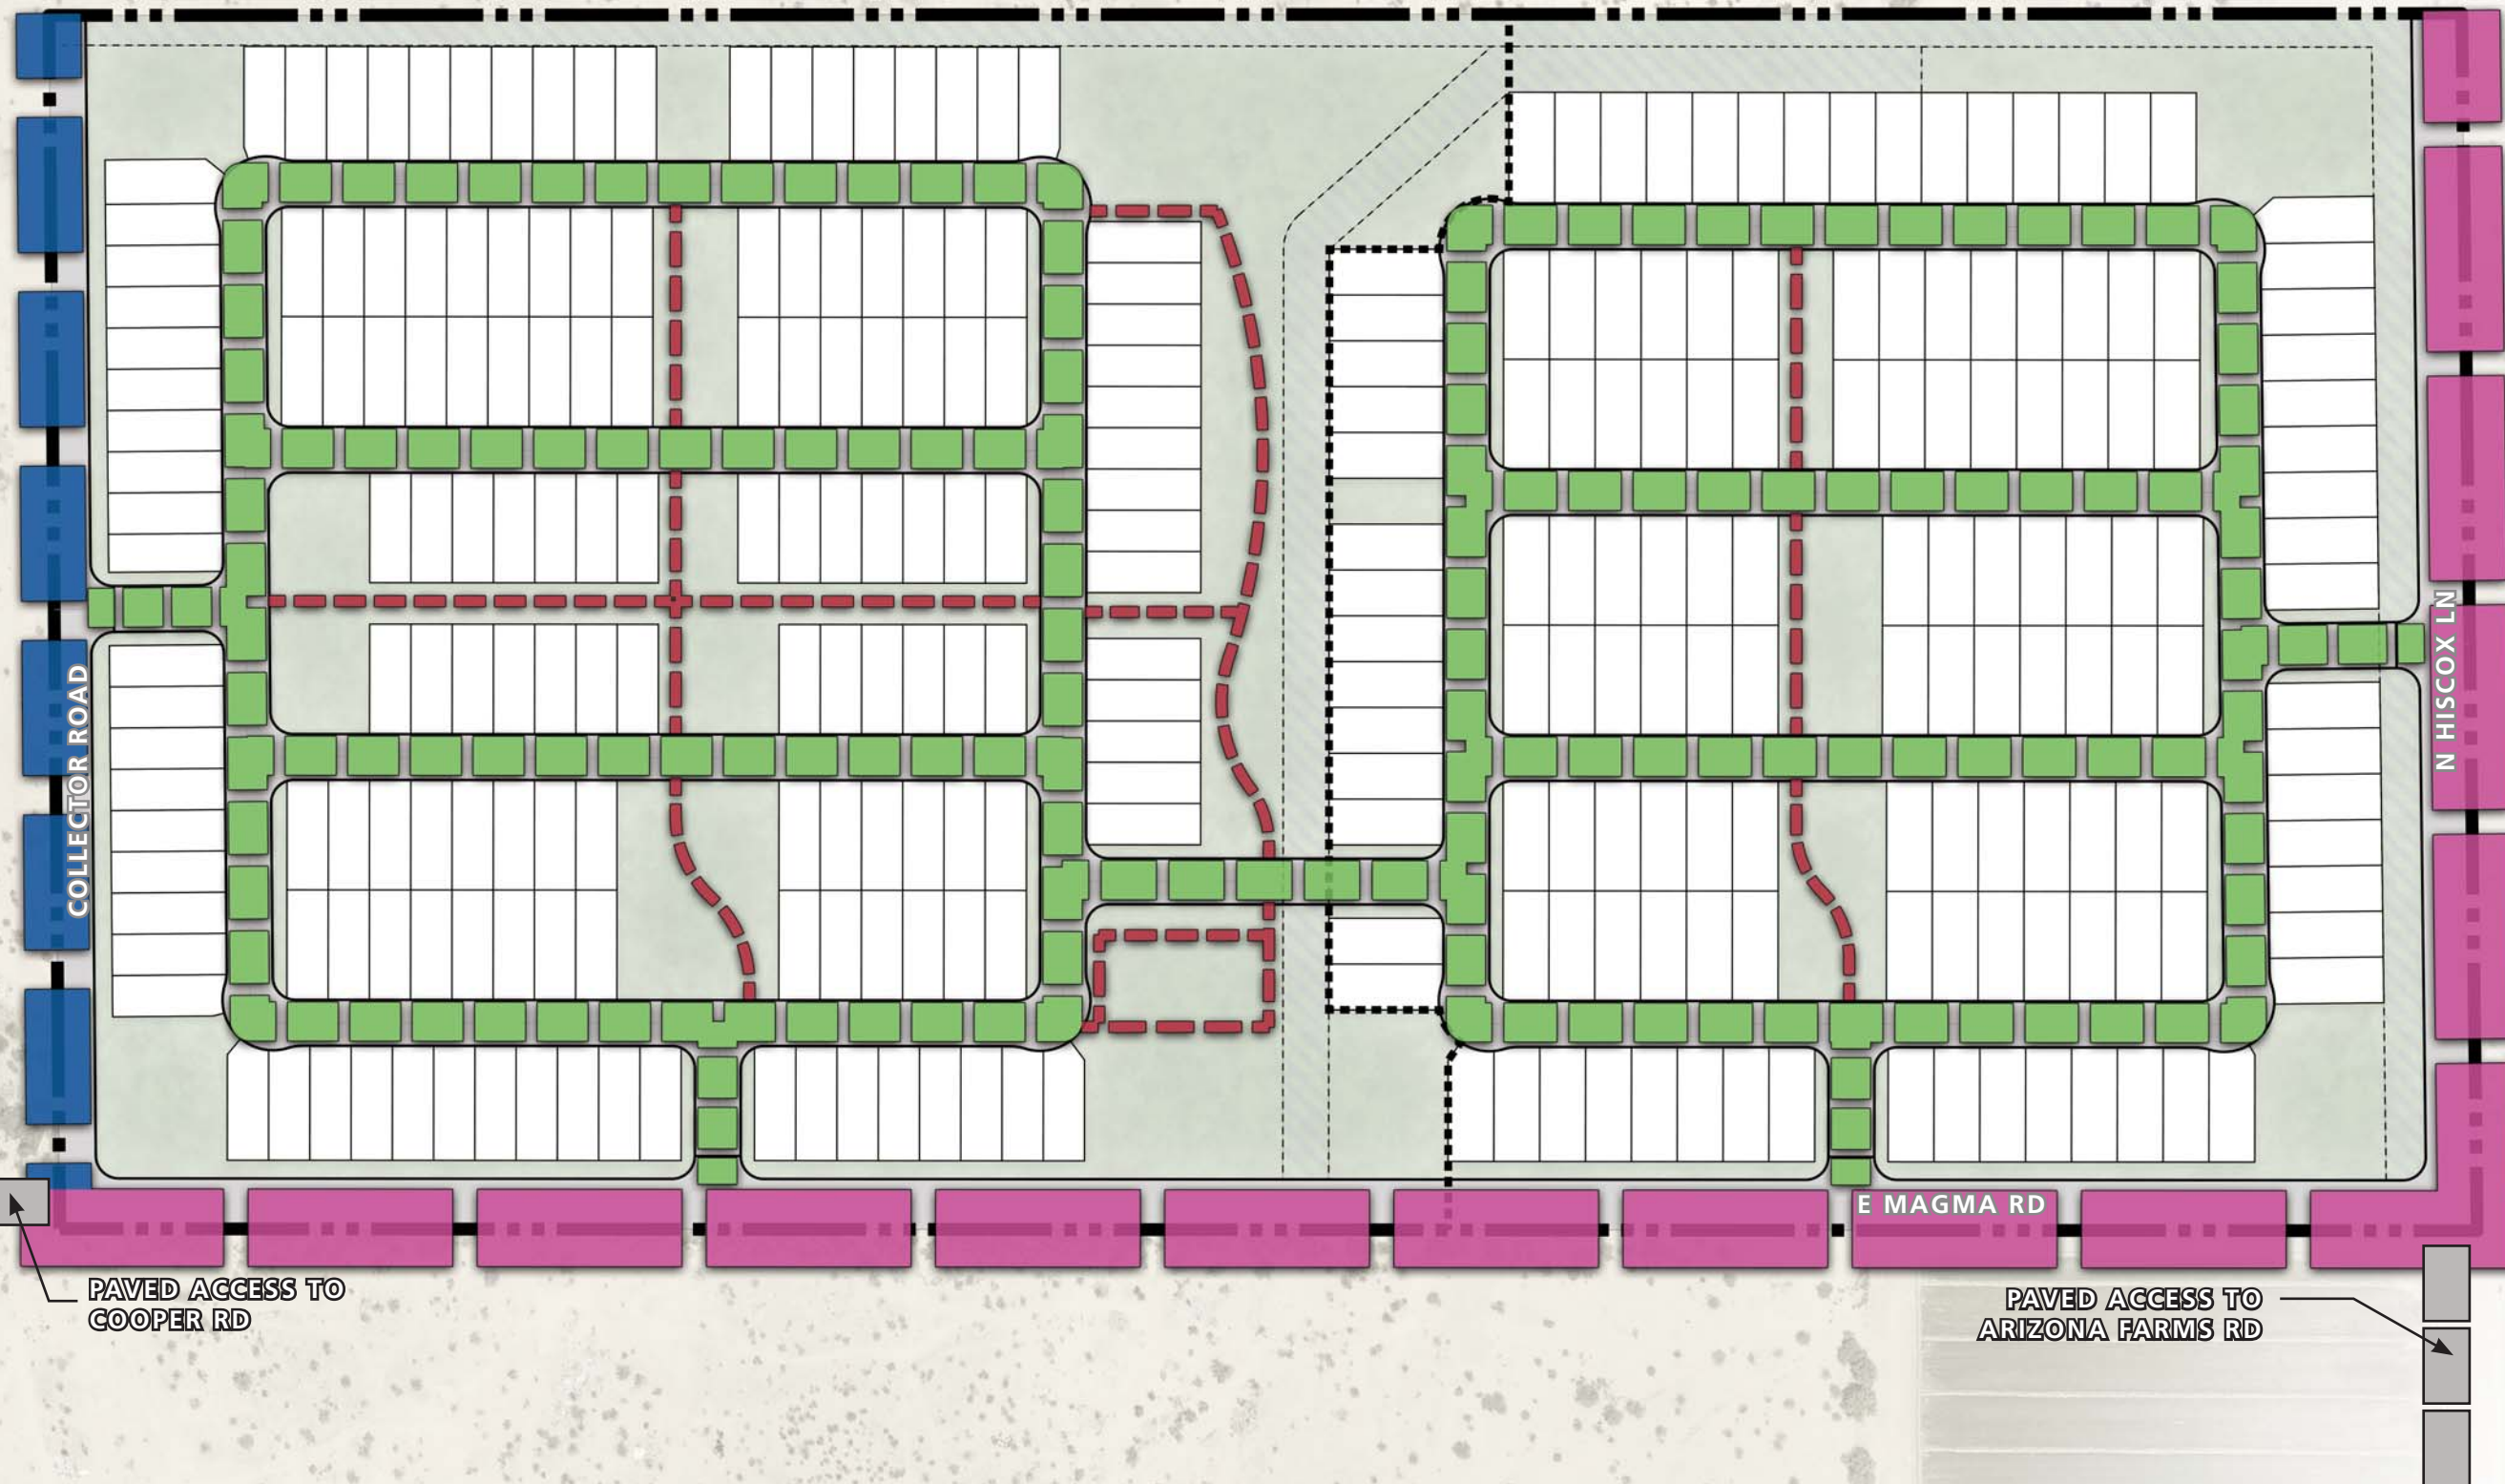 COLLECTOR ROAD
N HISCOX LN
E MAGMA RD
PAVED ACCESS TO
COOPER RD
PAVED ACCESS TO
ARIZONA FARMS RD